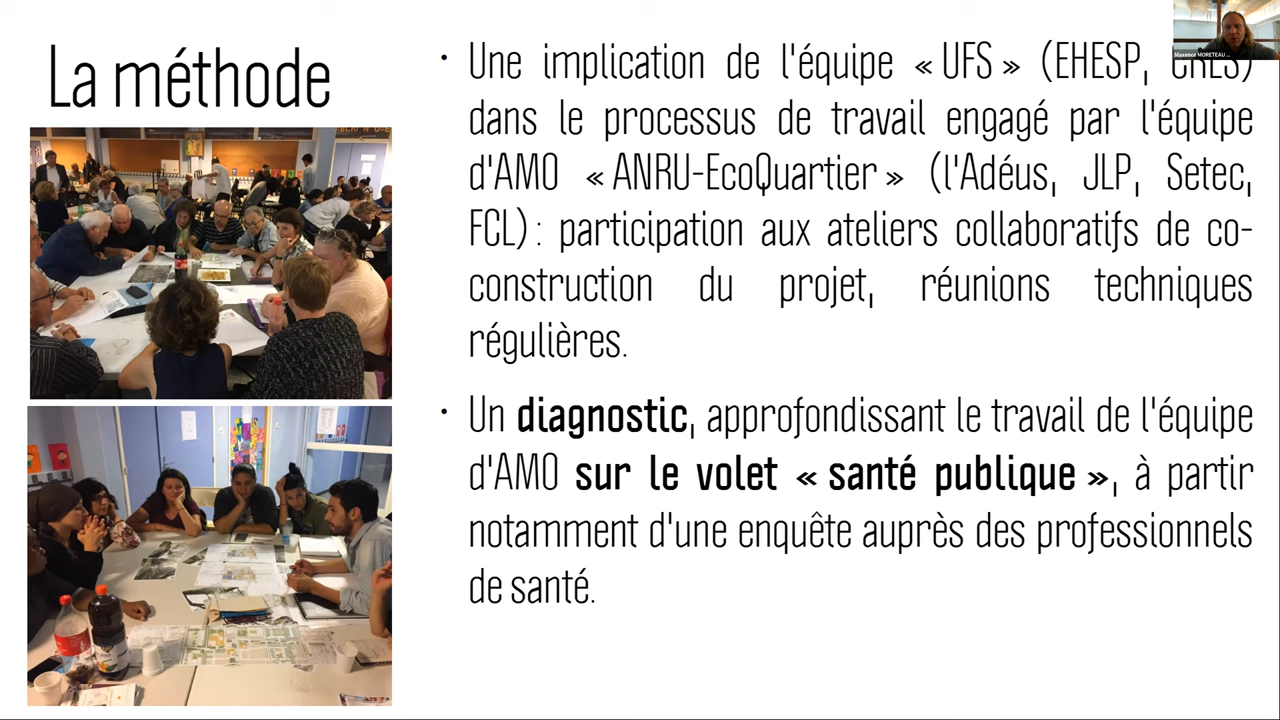 La méthode
• Une implication de l'équipe « UFS » (EHESP,
dans le processus de travail engagé par l'équipe
d'AMO « ANRU-EcoQuartier » (l'Adéus, JLP, Setec,
FCL) : participation aux ateliers collaboratifs de co-
construction du projet, réunions techniques
régulières.
• Un diagnostic, approfondissant le travail de l'équipe
d'AMO sur le volet « santé publique », à partir
notamment d'une enquête auprès des professionnels
de santé.
Maxence MORETEAU...